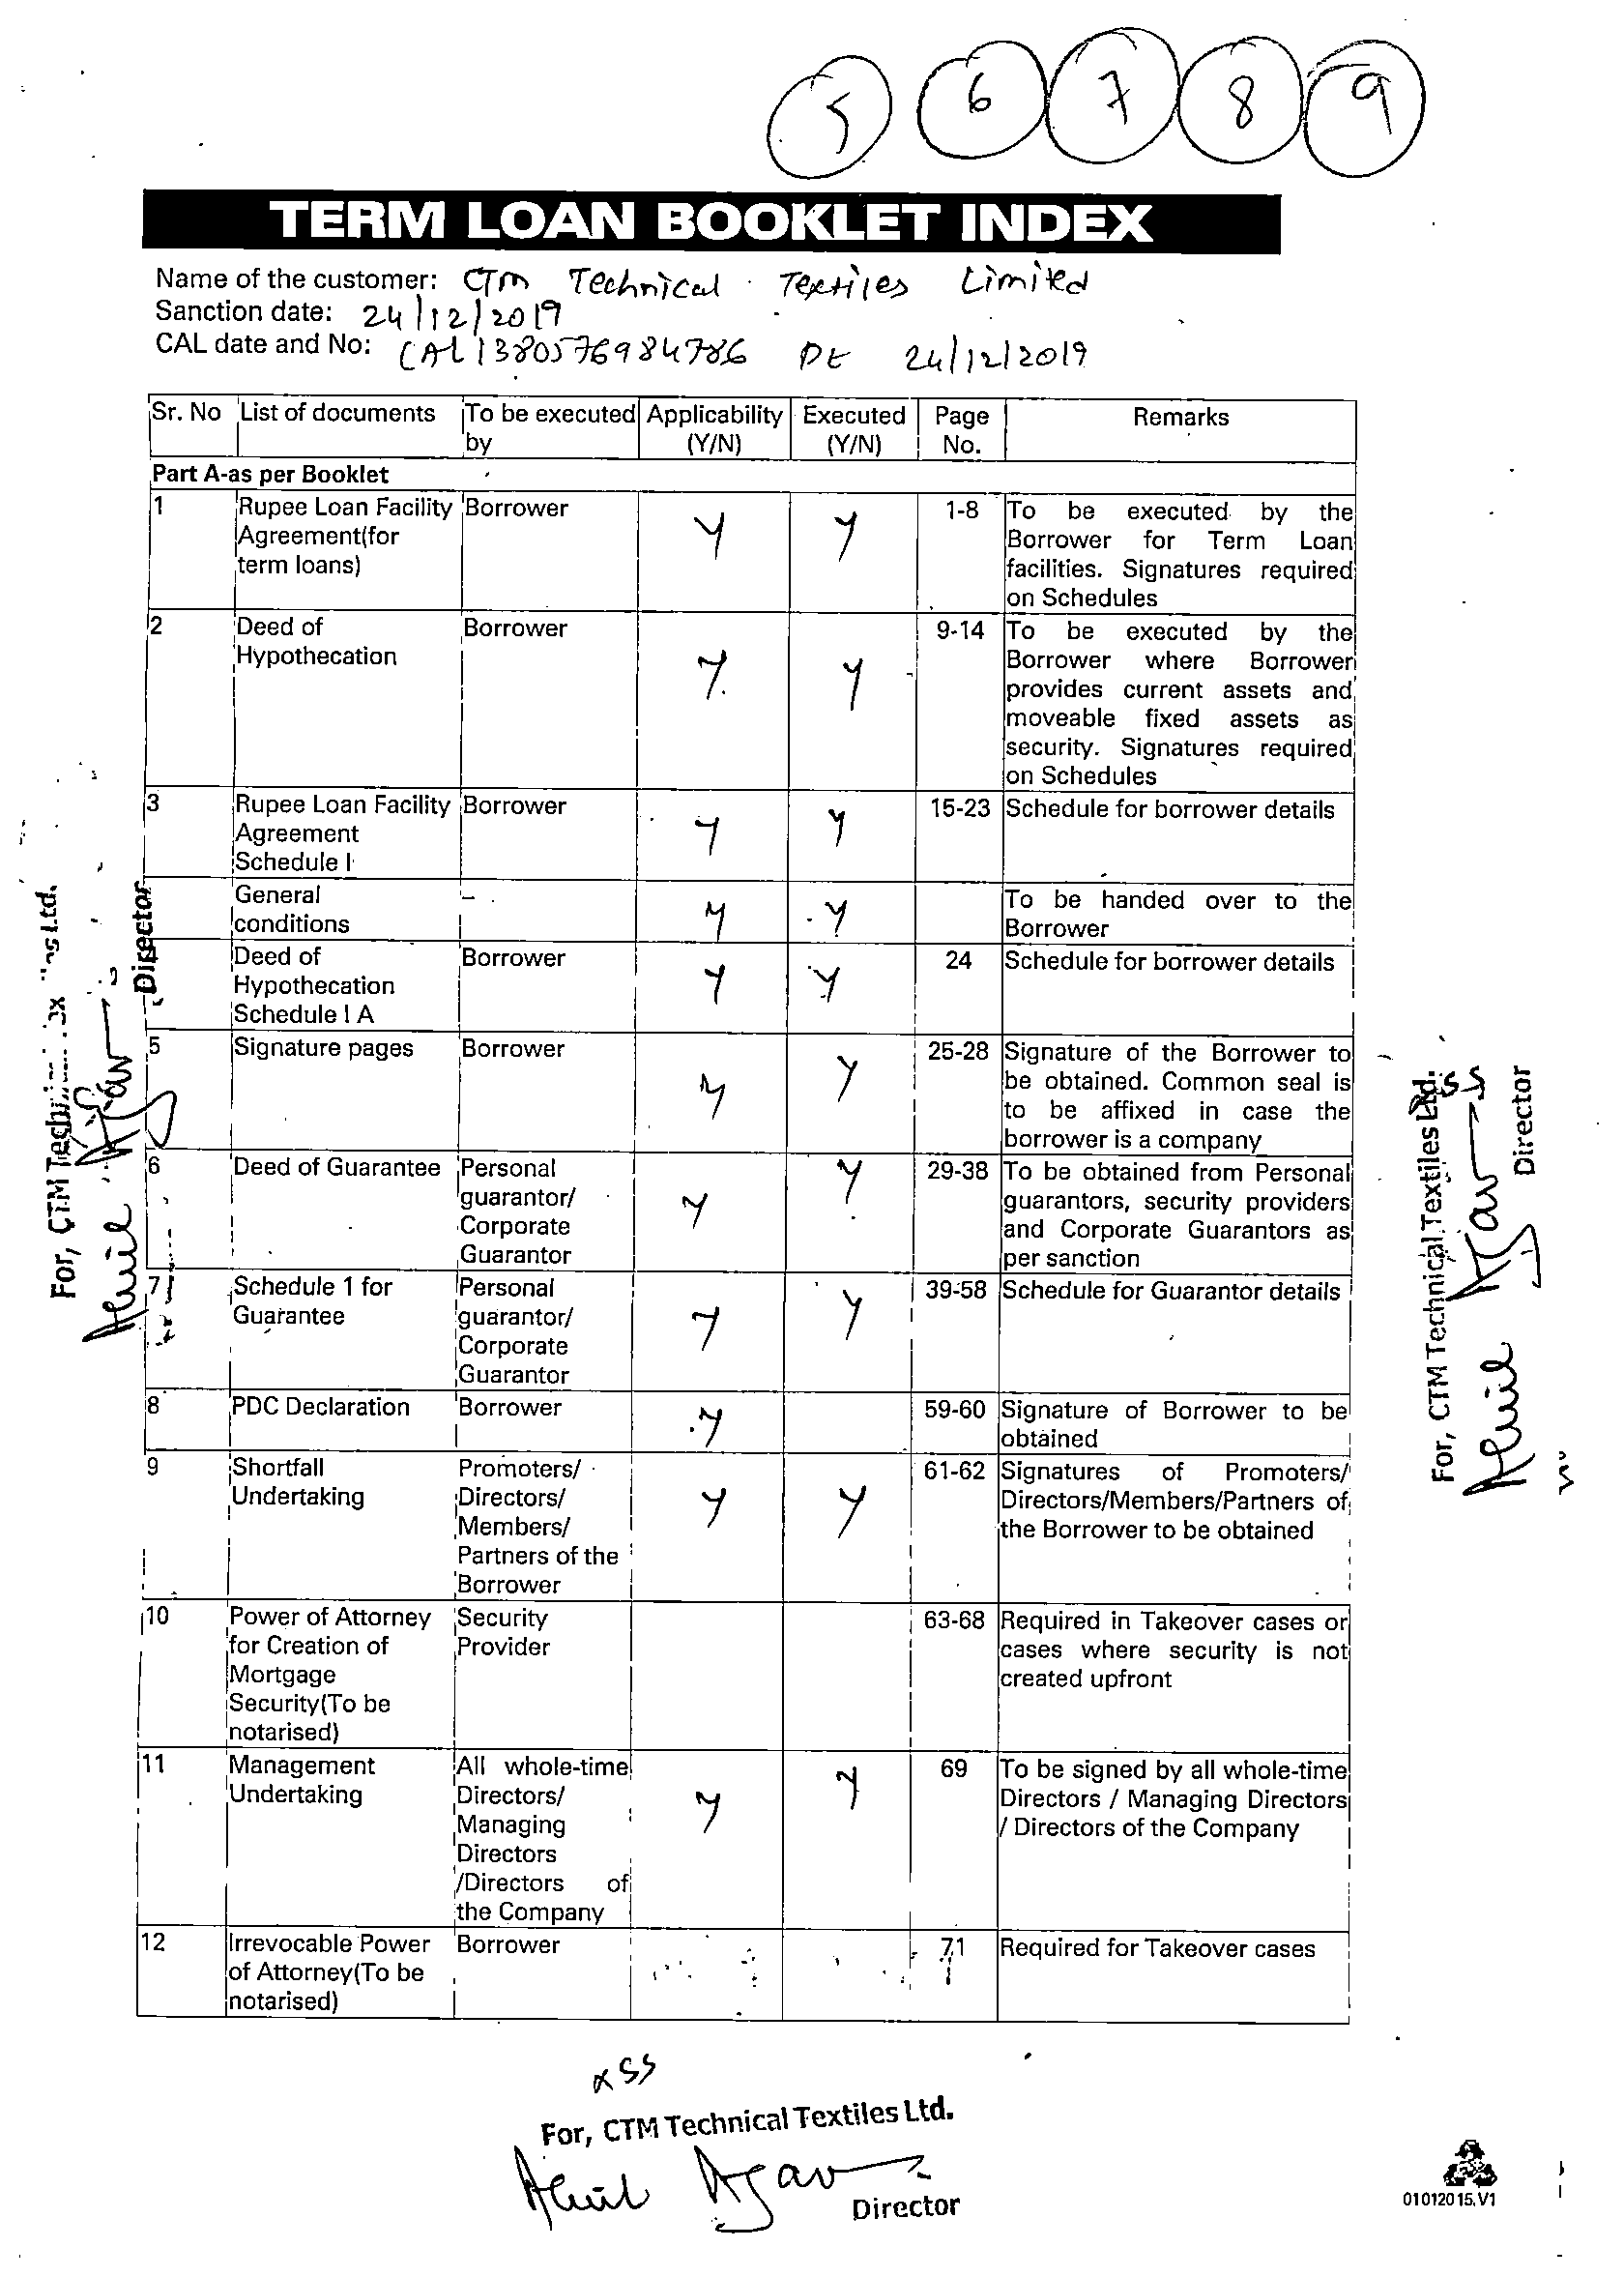 5 6 7 8 9
TERM LOAN BOOKLET INDEX
Name of the customer: CTM Technical Textiles Limited
Sanction date: 24/12/2019
CAL date and No: CAL1380576984786 Dt 24/12/2019
Sr. No List of documents To be executed by Applicability (Y/N) Executed (Y/N) Page No. Remarks
Part A-as per Booklet
1 Rupee Loan Facility Borrower Y Y 1-8 To be executed by the
Agreement(for Borrower for Term Loan
term loans) facilities. Signatures required
on Schedules
2 Deed of Borrower Y Y 9-14 To be executed by the
Hypothecation Borrower where Borrower
provides current assets and
moveable fixed assets as
security. Signatures required
on Schedules
3 Rupee Loan Facility Borrower Y Y 15-23 Schedule for borrower details
Agreement
Schedule I
General - Y Y To be handed over to the
conditions Borrower
Deed of Borrower Y Y 24 Schedule for borrower details
Hypothecation
Schedule I A
5 Signature pages Borrower Y Y 25-28 Signature of the Borrower to
be obtained. Common seal is
to be affixed in case the
borrower is a company
6 Deed of Guarantee Personal Y Y 29-38 To be obtained from Personal
guarantor/ guarantors, security providers
Corporate and Corporate Guarantors as
Guarantor per sanction
7 Schedule 1 for Personal Y Y 39-58 Schedule for Guarantor details
Guarantee guarantor/
Corporate
Guarantor
8 PDC Declaration Borrower Y 59-60 Signature of Borrower to be
obtained
9 Shortfall Promoters/ Y Y 61-62 Signatures of Promoters/
Undertaking Directors/ Directors/Members/Partners of
Members/ the Borrower to be obtained
Partners of the
Borrower
10 Power of Attorney Security 63-68 Required in Takeover cases or
for Creation of Provider cases where security is not
Mortgage created upfront
Security(To be
notarised)
11 Management All whole-time Y Y 69 To be signed by all whole-time
Undertaking Directors/ Directors / Managing Directors
Managing / Directors of the Company
Directors
/Directors of
the Company
12 Irrevocable Power Borrower 71 Required for Takeover cases
of Attorney(To be
notarised)
For, CTM
Director
For, CTM Technical Textiles Ltd.
Director
For, CTM Technical Textiles Ltd.
Director
01012015.V1